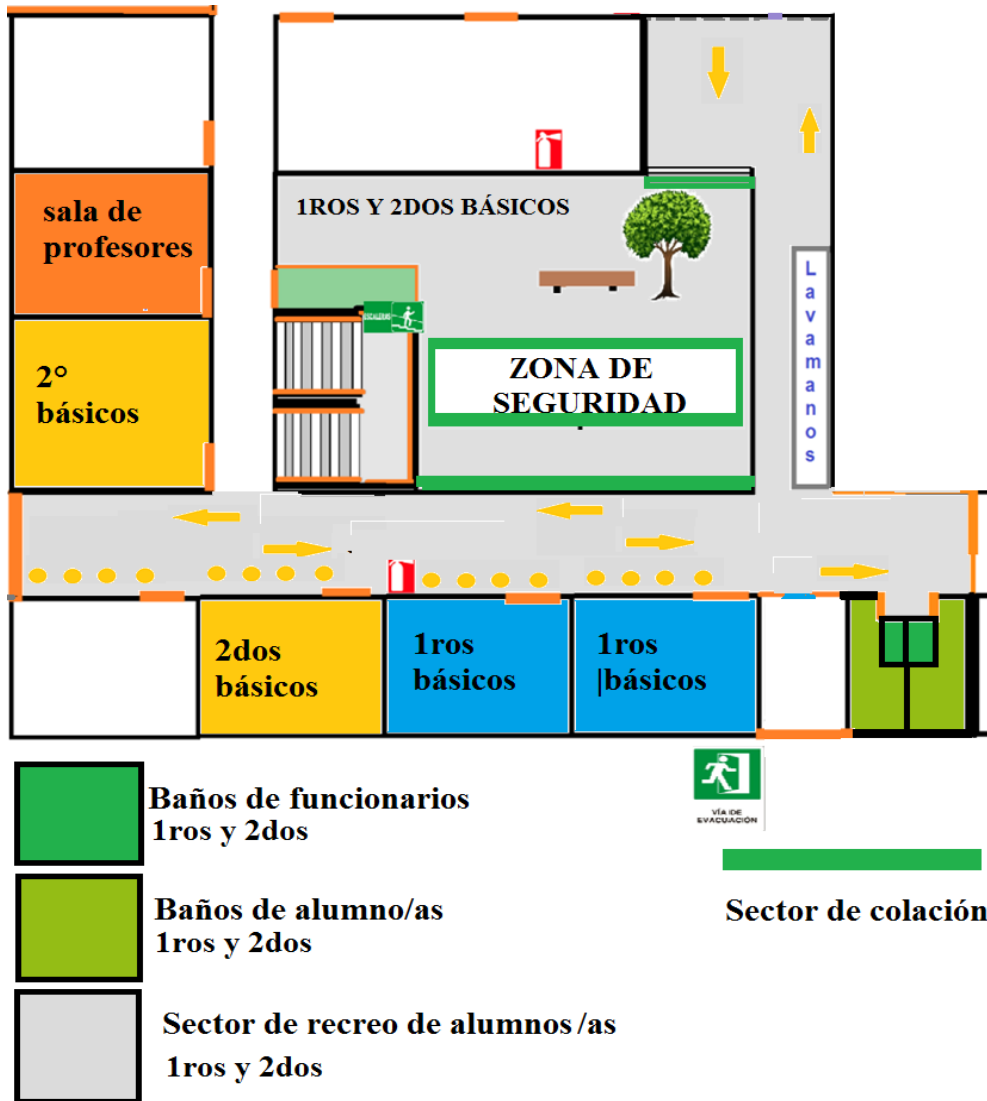 1ROS Y 2DOS BÁSICOS
sala de
profesores
ESCALERAS
2°
básicos
ZONA DE
SEGURIDAD
Lavamanos
2dos
básicos
1ros
básicos
1ros
|básicos
Baños de funcionarios
1ros y 2dos
VÍA DE
EVACUACIÓN
Baños de alumno/as
1ros y 2dos
Sector de colación
Sector de recreo de alumnos/as
1ros y 2dos